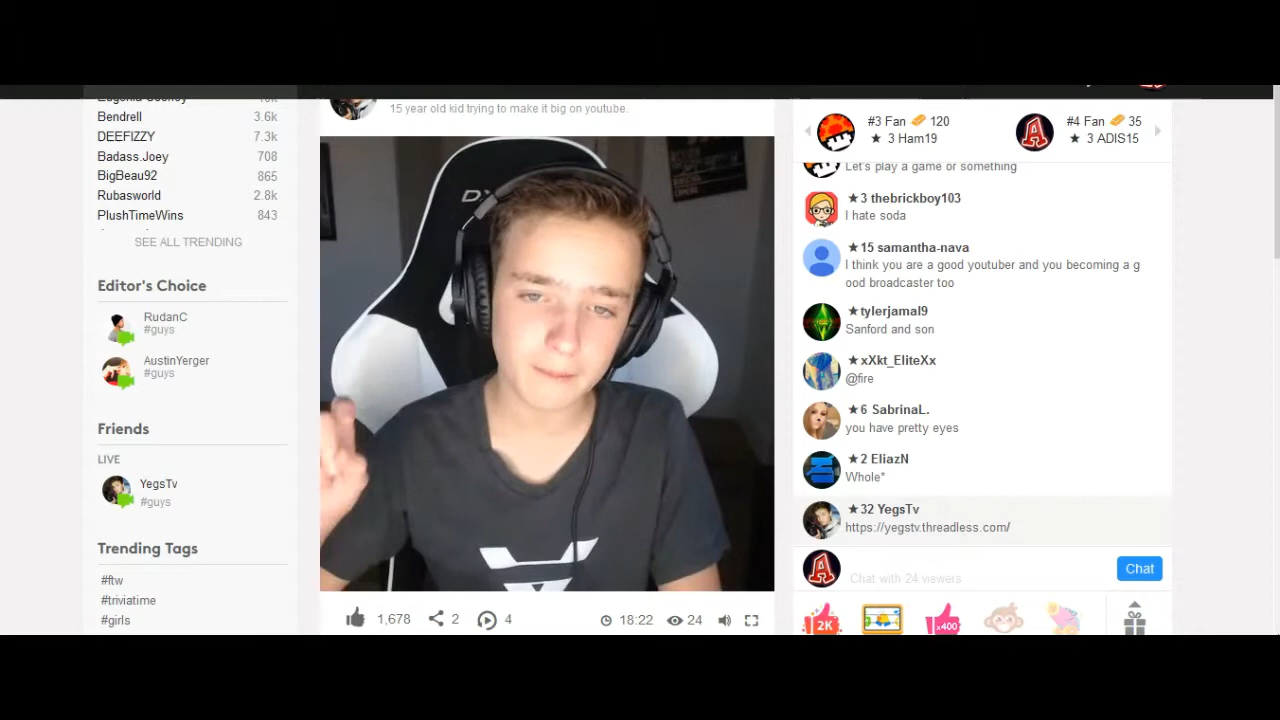 Bendrell 3.6k
DEEFIZZY 7.3k
Badass.Joey 708
BigBeau92 865
Rubasworld 2.8k
PlushTimeWins 843
SEE ALL TRENDING
Editor's Choice
RudanC
#guys
AustinYerger
#guys
Friends
LIVE
YegsTv
#guys
Trending Tags
#ftw
#triviatime
#girls
15 year old kid trying to make it big on youtube.
DX
1,678 2 4 18:22 24
#3 Fan 120
★ 3 Ham19
#4 Fan 35
★ 3 ADIS15
Let's play a game or something
★3 thebrickboy103
I hate soda
★15 samantha-nava
I think you are a good youtuber and you becoming a g
ood broadcaster too
★tylerjamal9
Sanford and son
★xXkt_EliteXx
@fire
★6 SabrinaL.
you have pretty eyes
★2 EliazN
Whole*
★32 YegsTv
https://yegstv.threadless.com/
Chat with 24 viewers
Chat
2K
x400